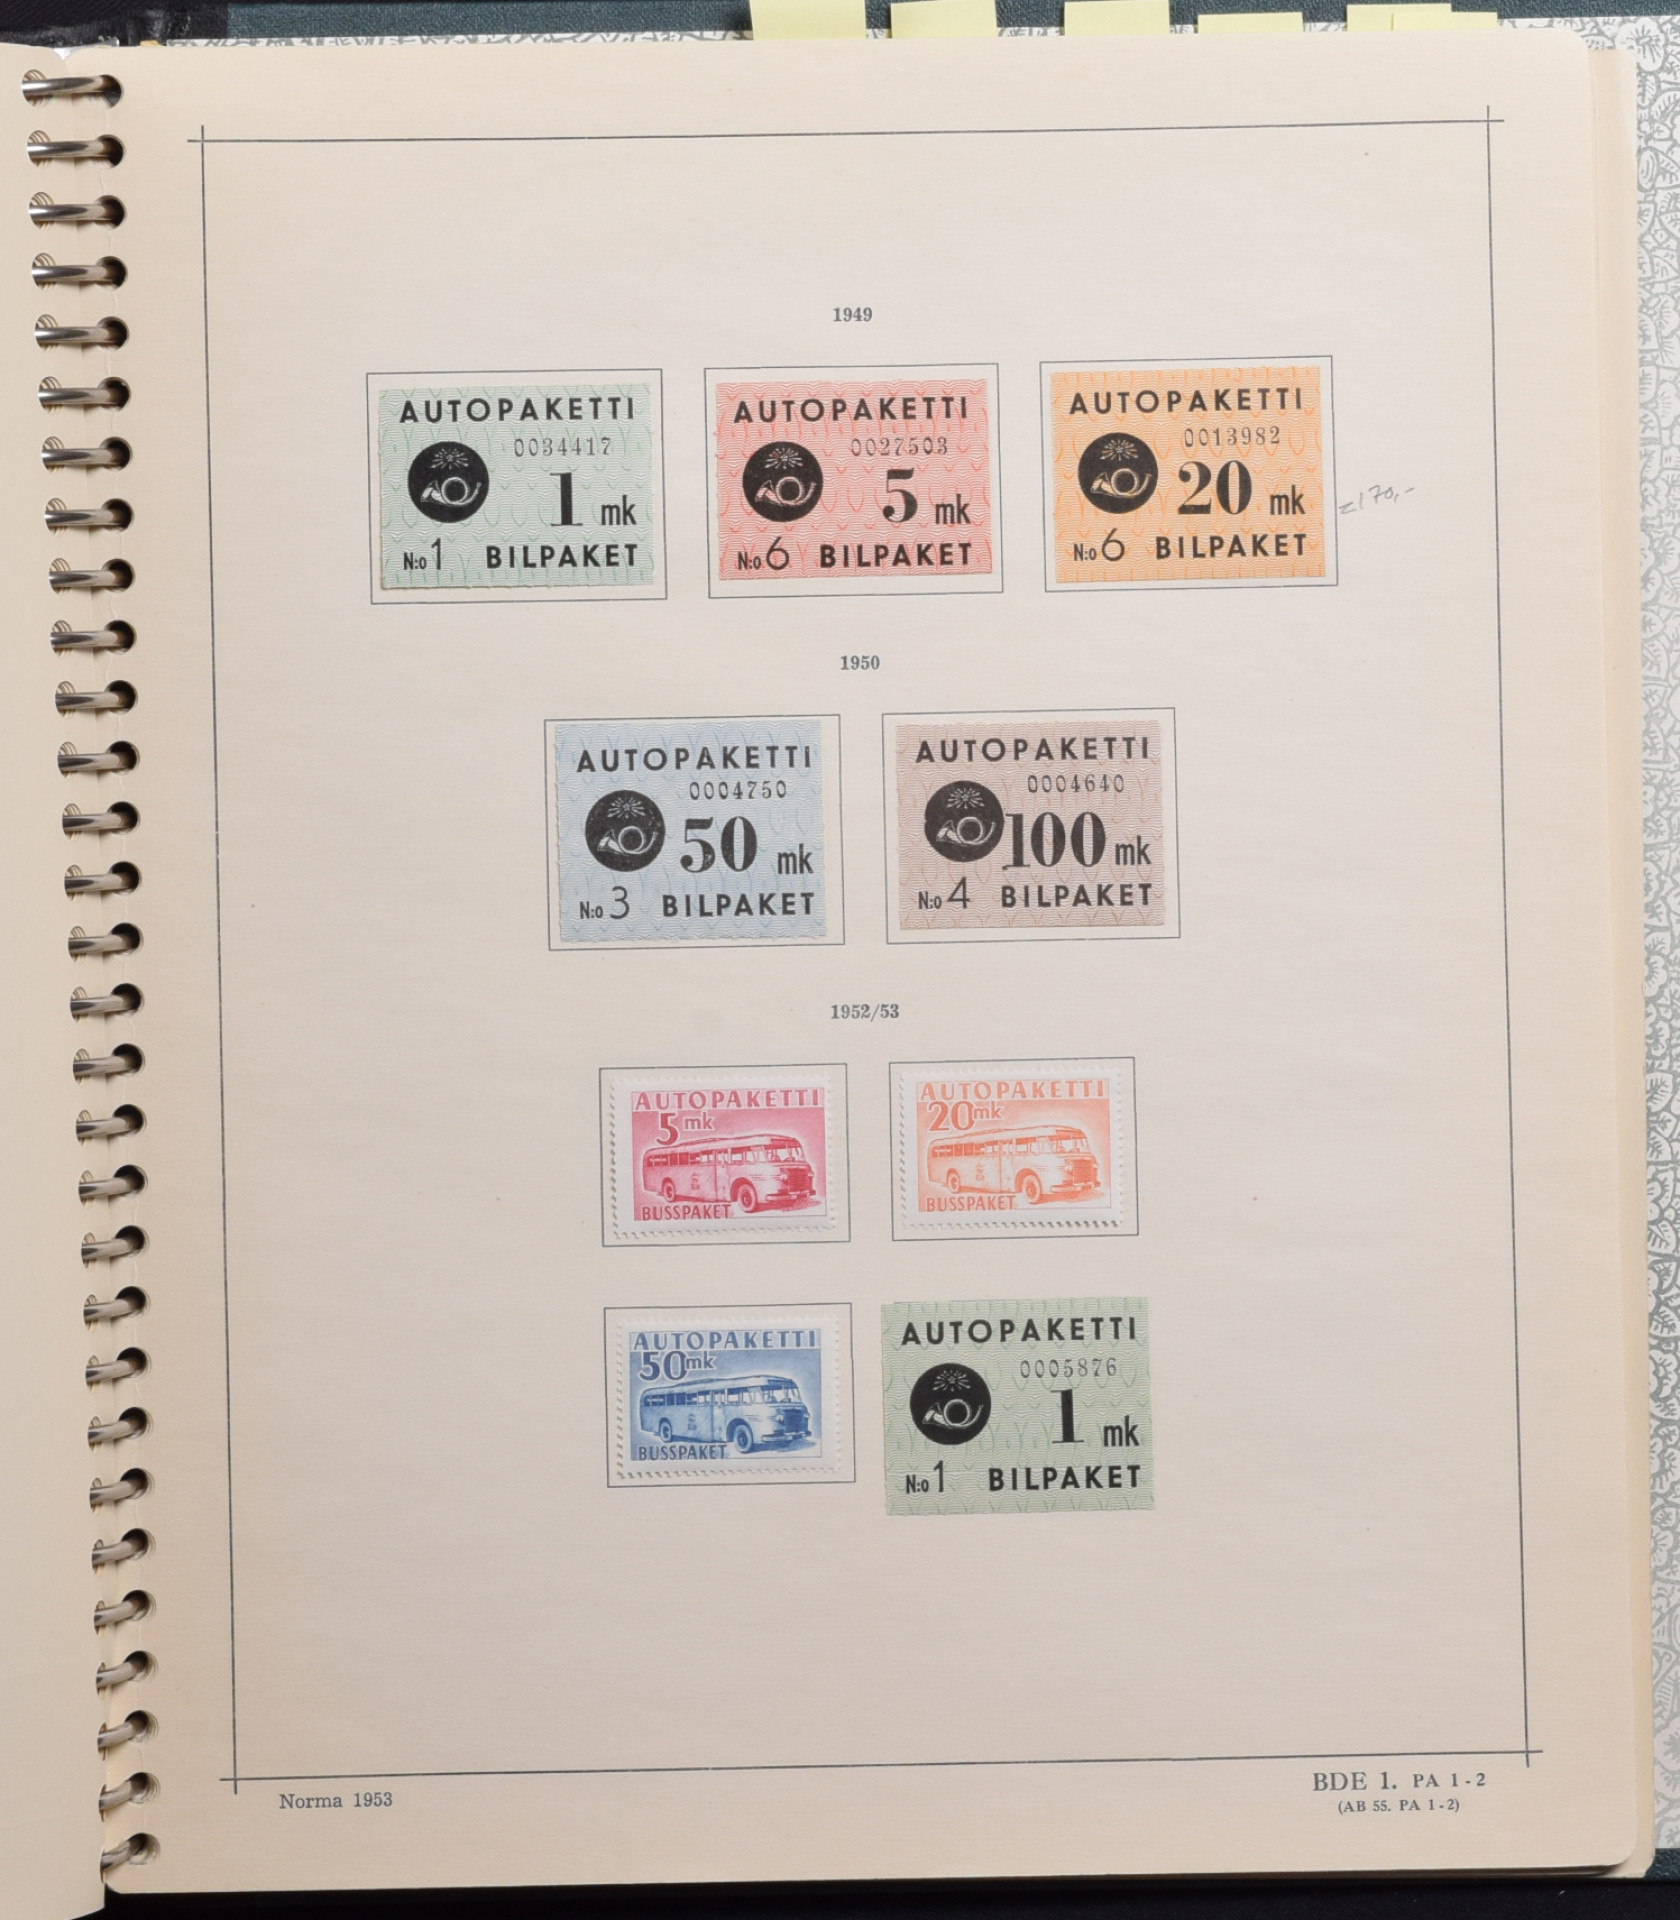 1949
AUTOPAKETTI
0034417
1 mk
N:o 1 BILPAKET
AUTOPAKETTI
0027503
5 mk
N:o 6 BILPAKET
AUTOPAKETTI
0013982
20 mk
N:o 6 BILPAKET
=170,-
1950
AUTOPAKETTI
0004750
50 mk
N:o 3 BILPAKET
AUTOPAKETTI
0004640
100 mk
N:o 4 BILPAKET
1952/53
AUTOPAKETTI
5 mk
BUSSPAKET
AUTOPAKETTI
20 mk
BUSSPAKET
AUTOPAKETTI
50 mk
BUSSPAKET
AUTOPAKETTI
0005876
1 mk
N:o 1 BILPAKET
Norma 1953
BDE 1. PA 1-2
(AB 55. PA 1-2)